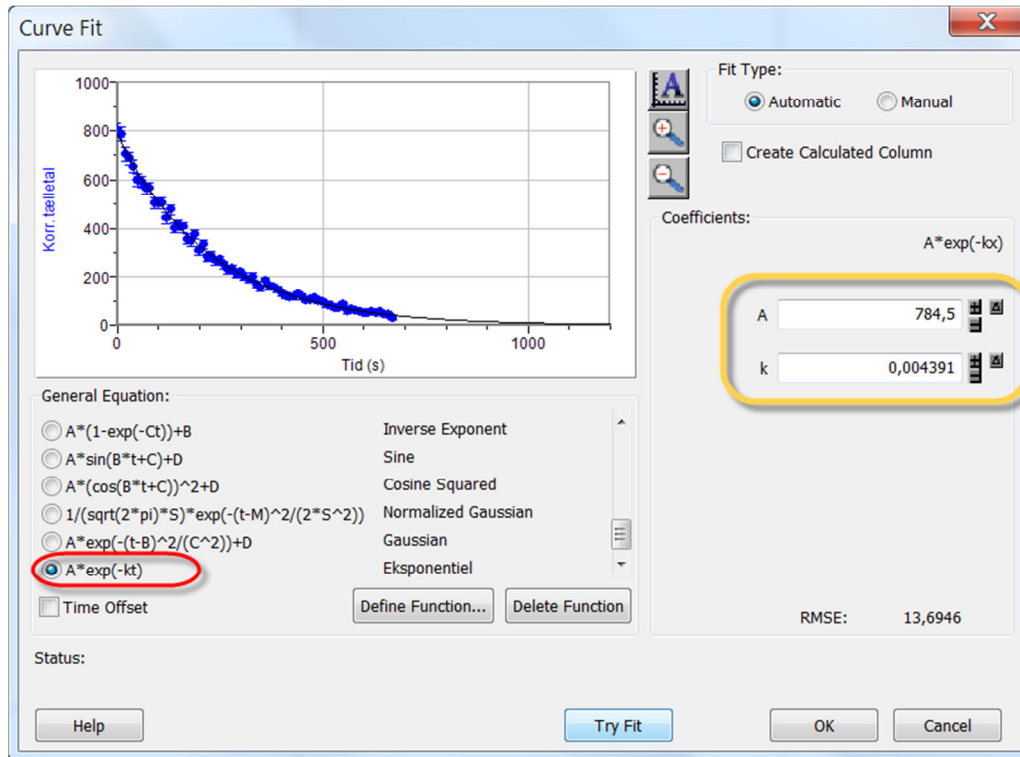 Curve Fit
1000
800
600
400
200
0
Korr. tælletal
0
500
1000
Tid (s)
Fit Type:
Automatic
Manual
Create Calculated Column
Coefficients:
A*exp(-kx)
A 784,5
k 0,004391
RMSE: 13,6946
General Equation:
A*(1-exp(-Ct))+B Inverse Exponent
A*sin(B*t+C)+D Sine
A*(cos(B*t+C))^2+D Cosine Squared
1/(sqrt(2*pi)*S)*exp(-(t-M)^2/(2*S^2)) Normalized Gaussian
A*exp(-(t-B)^2/(C^2))+D Gaussian
A*exp(-kt) Eksponentiel
Time Offset
Define Function...
Delete Function
Status:
Help
Try Fit
OK
Cancel